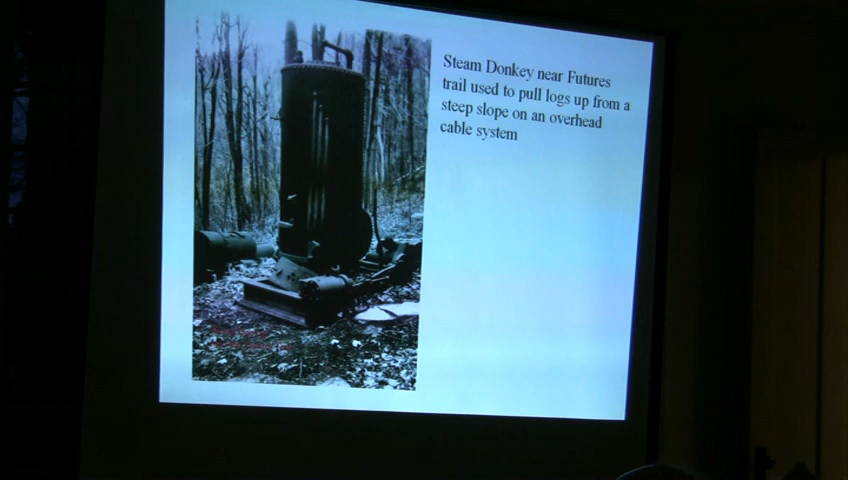 Steam Donkey near Futures
trail used to pull logs up from a
steep slope on an overhead
cable system